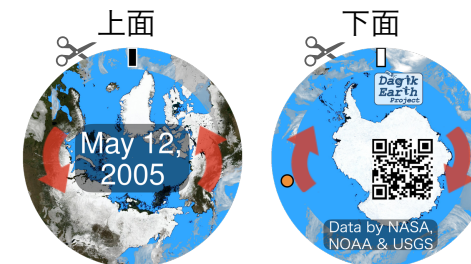 上面
下面
May 12,
2005
Dagik
Earth
Project
Data by NASA,
NOAA & USGS